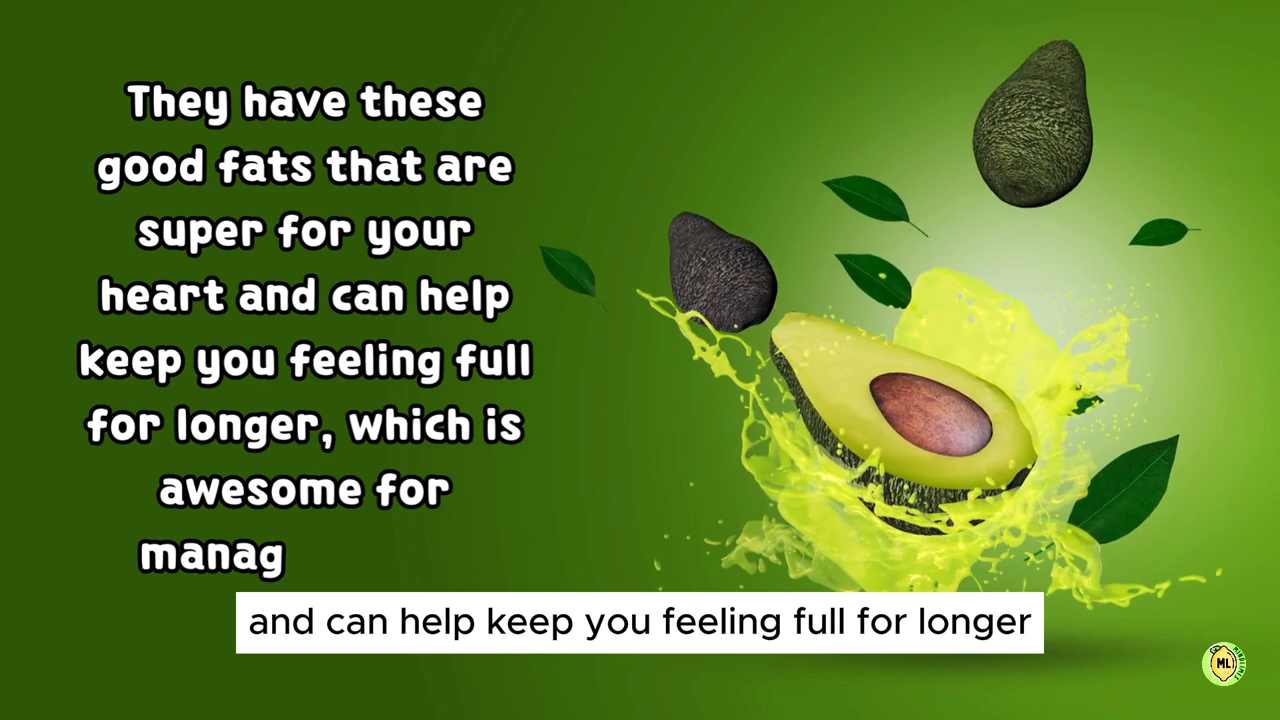 They have these
good fats that are
super for your
heart and can help
keep you feeling full
for longer, which is
awesome for
manag
and can help keep you feeling full for longer
ML